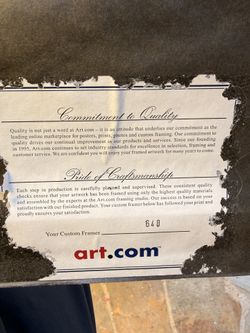 Commitment to Quality
Quality is not just a word at Art.com – it is an attitude that underlies our commitment as the
leading online marketplace for posters, prints, photos and custom framing. Our commitment to
quality drives our continual improvement in our products and services. Since our founding
in 1995, Art.com continues to set industry standards for excellence in selection, framing and
customer service. We are confident you will enjoy your framed artwork for many years to come.
Pride of Craftsmanship
Each step in production is carefully planned and supervised. These consistent quality
checks ensure that your artwork has been framed using only the highest quality materials
and assembled by the experts at the Art.com framing studio. Our success is based on your
satisfaction with our finished product. Your custom framer below has followed your print and
proudly ensures your satisfaction.
Your Custom Framer 640
art.com